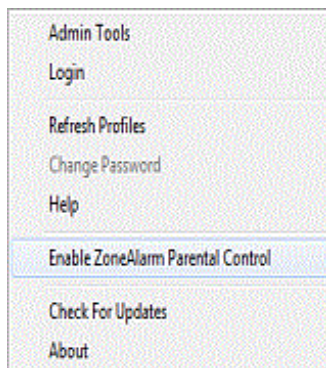 Admin Tools
Login
Refresh Profiles
Change Password
Help
Enable ZoneAlarm Parental Control
Check For Updates
About